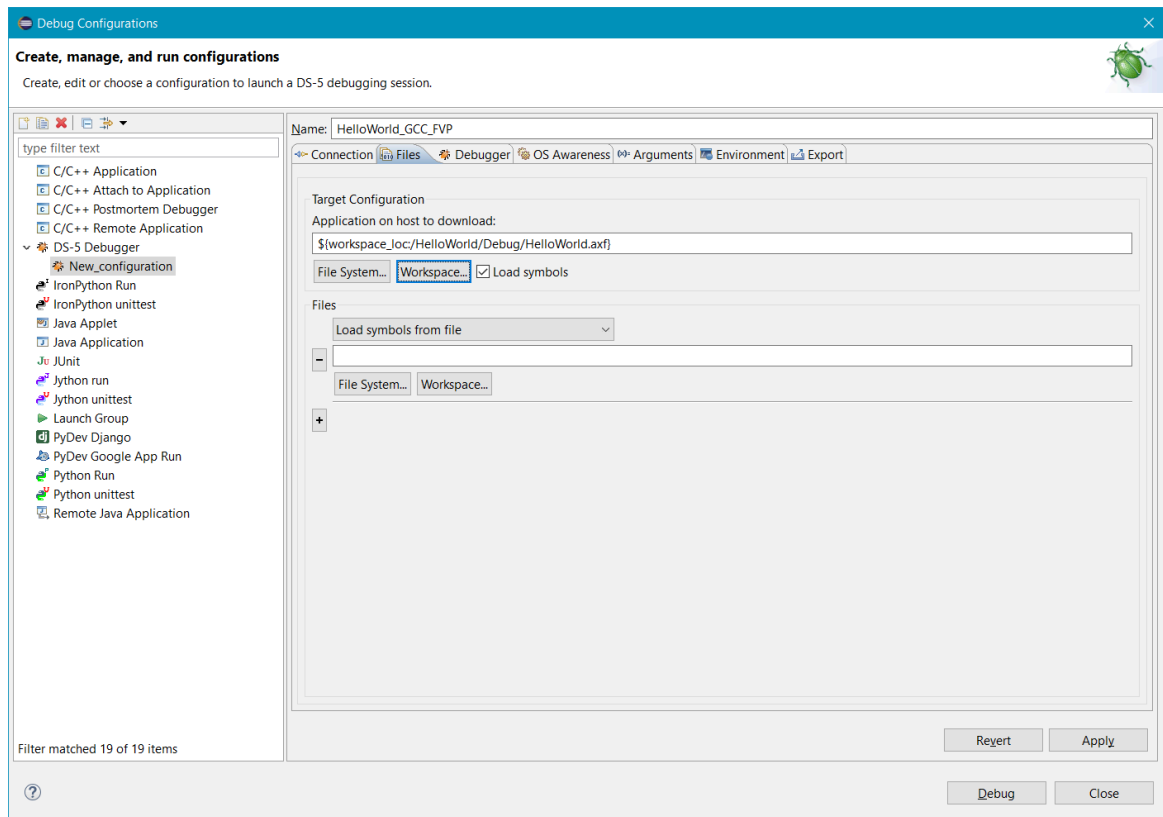 Debug Configurations
Create, manage, and run configurations
Create, edit or choose a configuration to launch a DS-5 debugging session.
type filter text
C/C++ Application
C/C++ Attach to Application
C/C++ Postmortem Debugger
C/C++ Remote Application
DS-5 Debugger
New_configuration
IronPython Run
IronPython unittest
Java Applet
Java Application
Ju JUnit
Jython run
Jython unittest
Launch Group
dj PyDev Django
PyDev Google App Run
Python Run
Python unittest
Remote Java Application
Filter matched 19 of 19 items
Name: HelloWorld_GCC_FVP
Connection Files Debugger OS Awareness (x)= Arguments Environment Export
Target Configuration
Application on host to download:
${workspace_loc:/HelloWorld/Debug/HelloWorld.axf}
File System... Workspace... Load symbols
Files
Load symbols from file
File System... Workspace...
Revert Apply
Debug Close